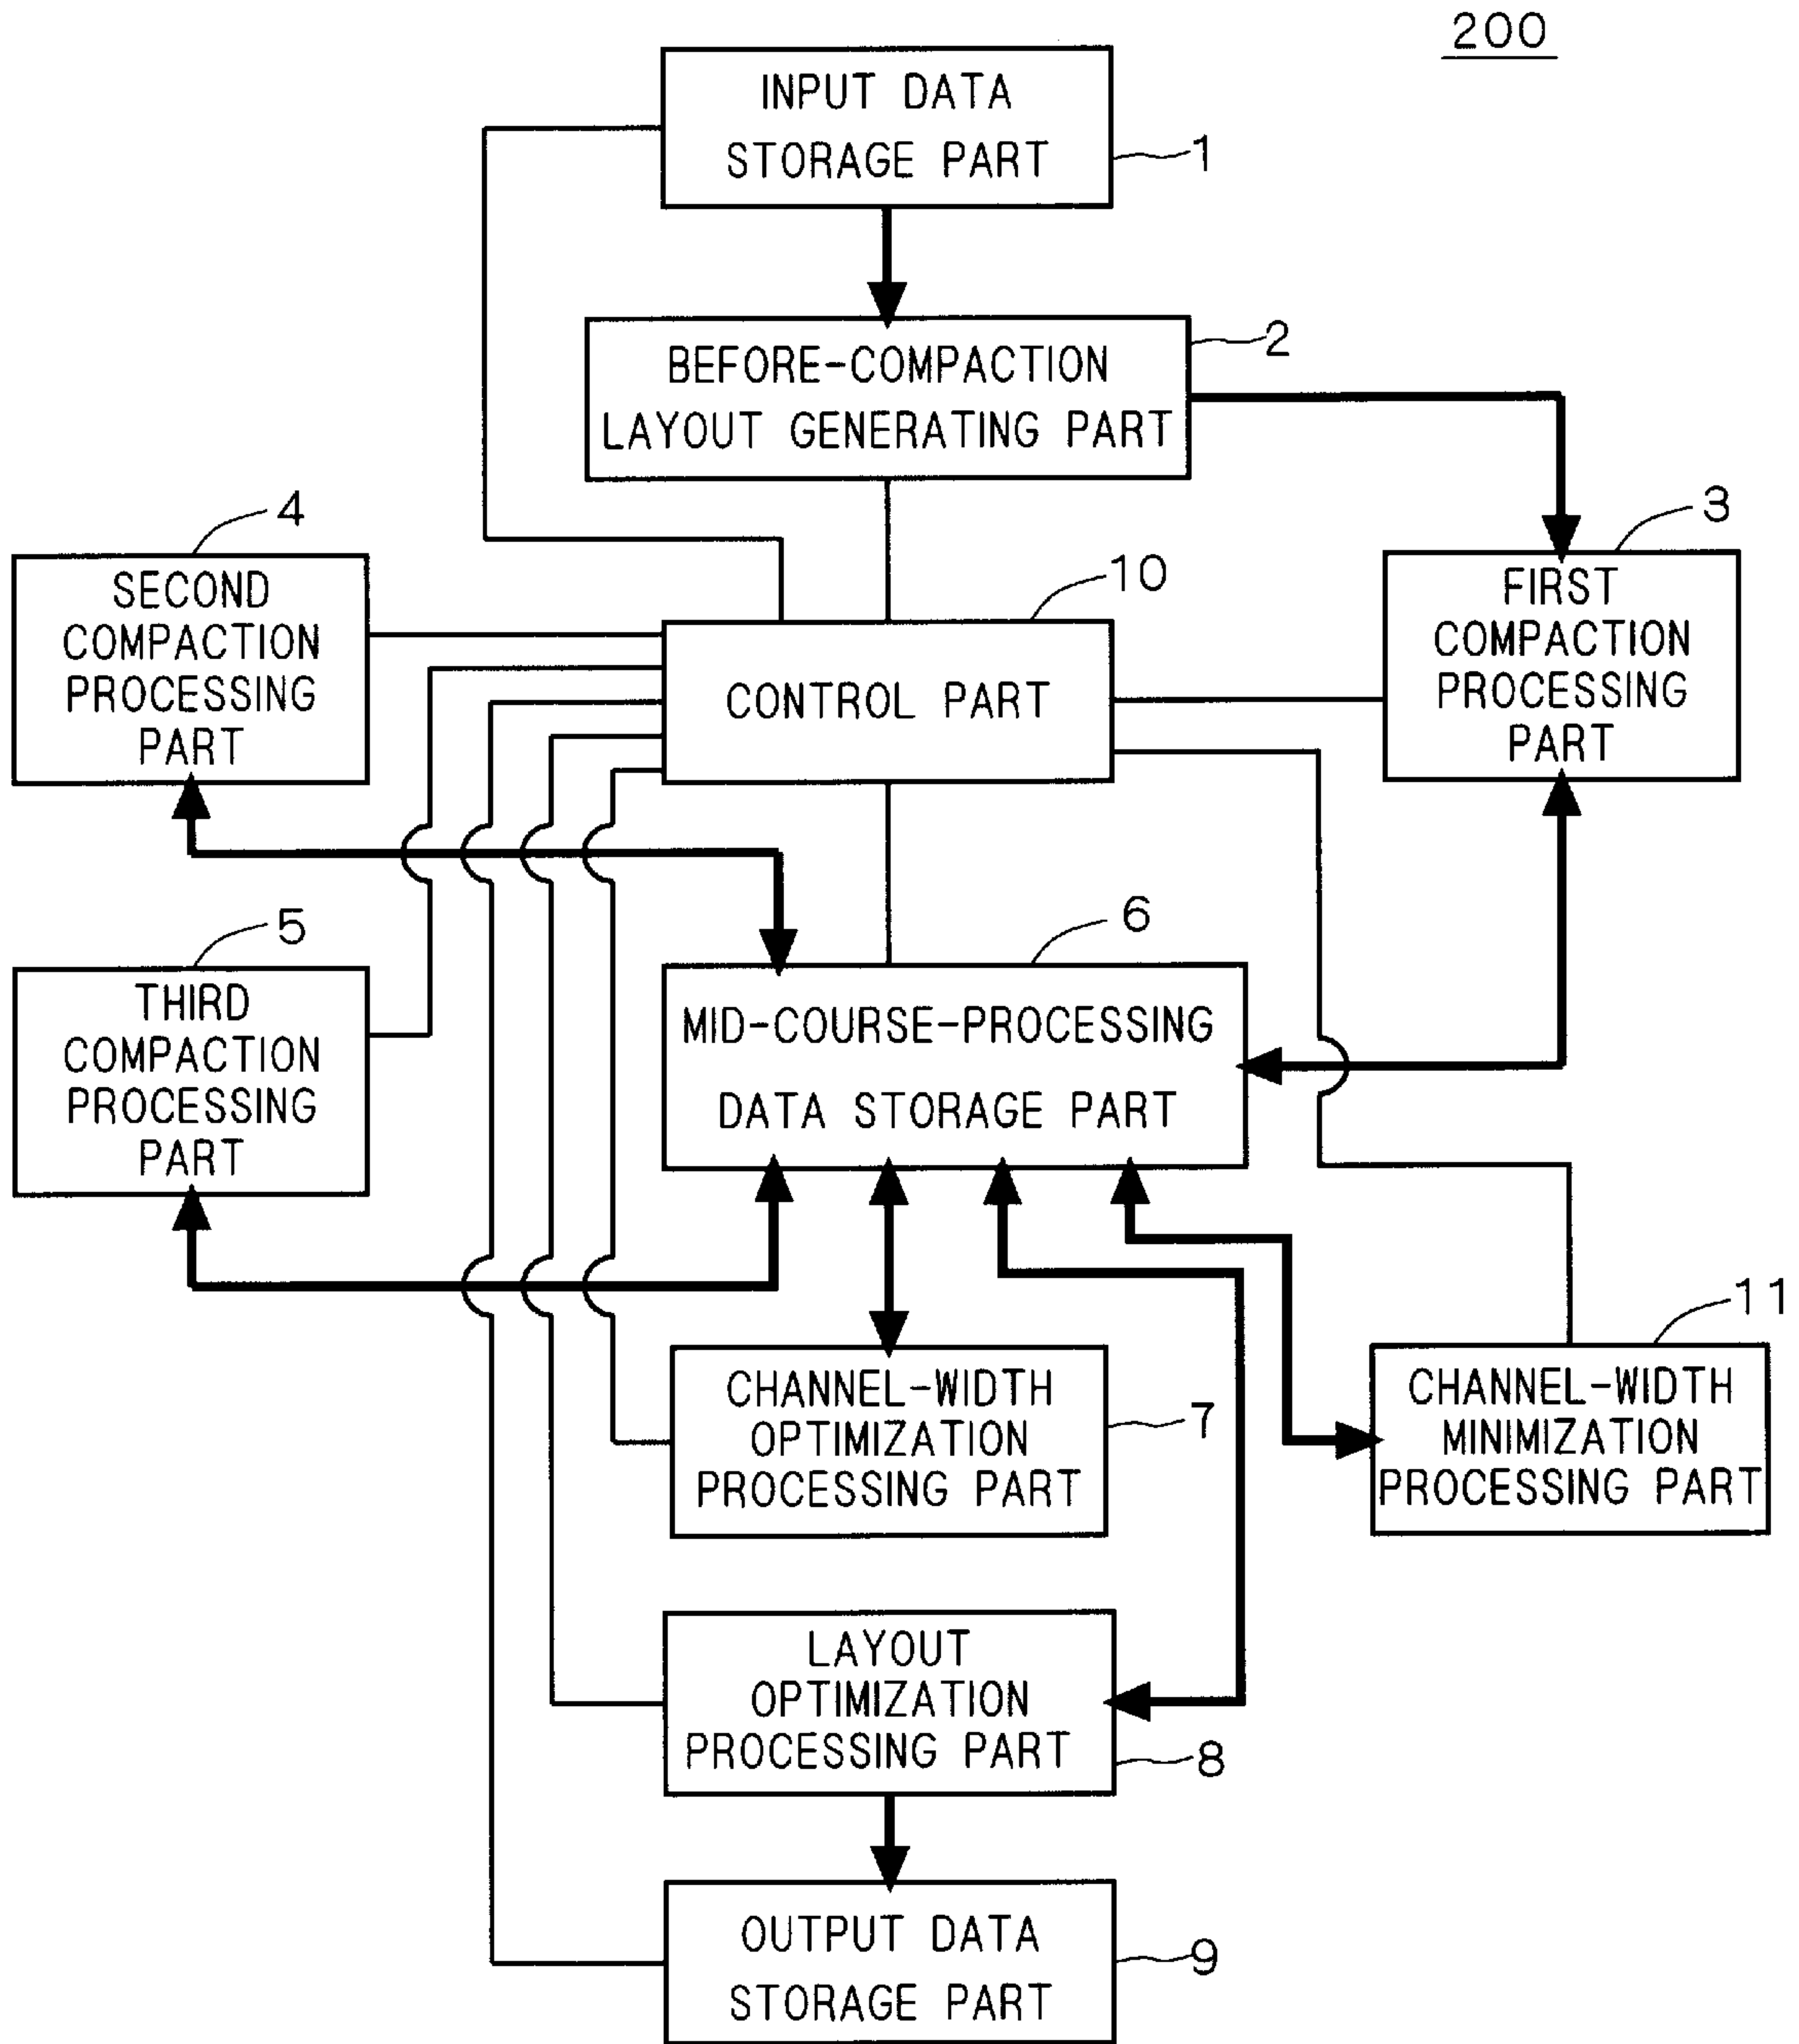 200
INPUT DATA
STORAGE PART
1
BEFORE-COMPACTION
LAYOUT GENERATING PART
2
4
SECOND
COMPACTION
PROCESSING
PART
10
CONTROL PART
3
FIRST
COMPACTION
PROCESSING
PART
5
THIRD
COMPACTION
PROCESSING
PART
6
MID-COURSE-PROCESSING
DATA STORAGE PART
CHANNEL-WIDTH
OPTIMIZATION
PROCESSING PART
7
11
CHANNEL-WIDTH
MINIMIZATION
PROCESSING PART
LAYOUT
OPTIMIZATION
PROCESSING PART
8
OUTPUT DATA
STORAGE PART
9